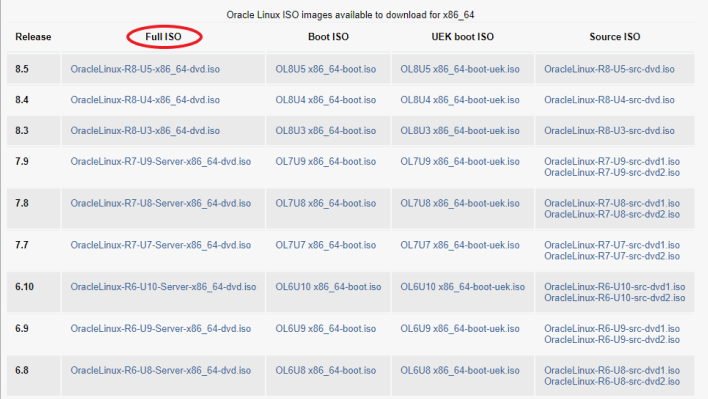 Oracle Linux ISO images available to download for x86_64
Release Full ISO Boot ISO UEK boot ISO Source ISO
8.5 OracleLinux-R8-U5-x86_64-dvd.iso OL8U5 x86_64-boot.iso OL8U5 x86_64-boot-uek.iso OracleLinux-R8-U5-src-dvd.iso
8.4 OracleLinux-R8-U4-x86_64-dvd.iso OL8U4 x86_64-boot.iso OL8U4 x86_64-boot-uek.iso OracleLinux-R8-U4-src-dvd.iso
8.3 OracleLinux-R8-U3-x86_64-dvd.iso OL8U3 x86_64-boot.iso OL8U3 x86_64-boot-uek.iso OracleLinux-R8-U3-src-dvd.iso
7.9 OracleLinux-R7-U9-Server-x86_64-dvd.iso OL7U9 x86_64-boot.iso OL7U9 x86_64-boot-uek.iso OracleLinux-R7-U9-src-dvd1.iso
OracleLinux-R7-U9-src-dvd2.iso
7.8 OracleLinux-R7-U8-Server-x86_64-dvd.iso OL7U8 x86_64-boot.iso OL7U8 x86_64-boot-uek.iso OracleLinux-R7-U8-src-dvd1.iso
OracleLinux-R7-U8-src-dvd2.iso
7.7 OracleLinux-R7-U7-Server-x86_64-dvd.iso OL7U7 x86_64-boot.iso OL7U7 x86_64-boot-uek.iso OracleLinux-R7-U7-src-dvd1.iso
OracleLinux-R7-U7-src-dvd2.iso
6.10 OracleLinux-R6-U10-Server-x86_64-dvd.iso OL6U10 x86_64-boot.iso OL6U10 x86_64-boot-uek.iso OracleLinux-R6-U10-src-dvd1.iso
OracleLinux-R6-U10-src-dvd2.iso
6.9 OracleLinux-R6-U9-Server-x86_64-dvd.iso OL6U9 x86_64-boot.iso OL6U9 x86_64-boot-uek.iso OracleLinux-R6-U9-src-dvd1.iso
OracleLinux-R6-U9-src-dvd2.iso
6.8 OracleLinux-R6-U8-Server-x86_64-dvd.iso OL6U8 x86_64-boot.iso OL6U8 x86_64-boot-uek.iso OracleLinux-R6-U8-src-dvd1.iso
OracleLinux-R6-U8-src-dvd2.iso